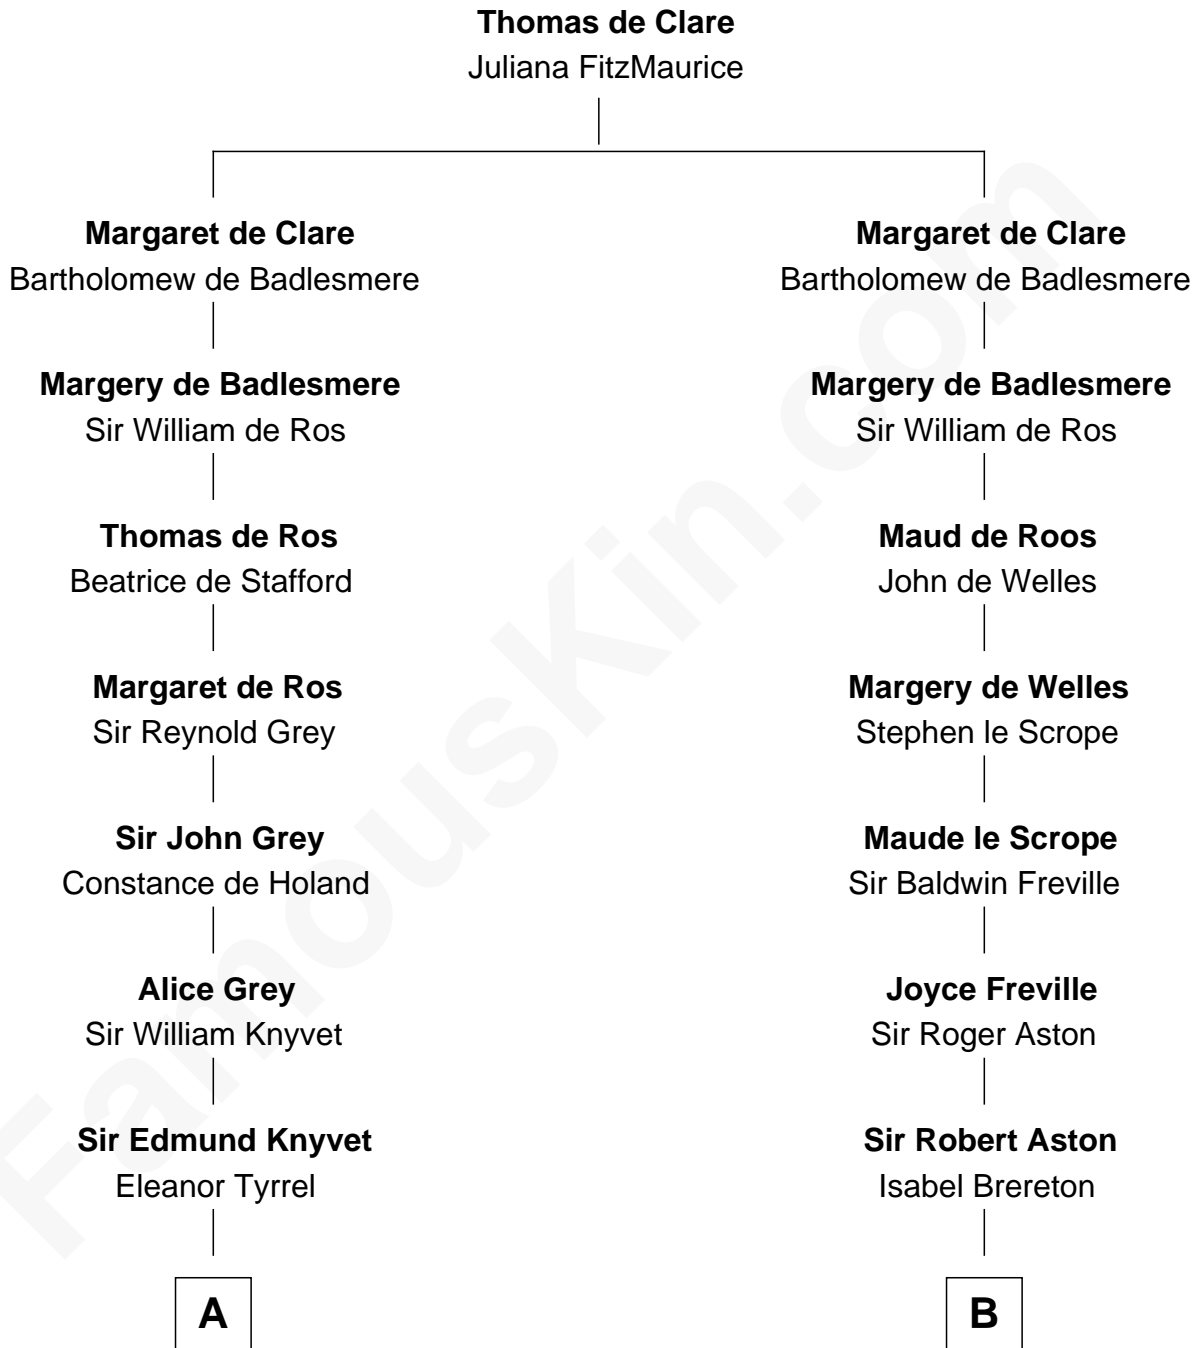 Thomas de Clare
Juliana FitzMaurice
Margaret de Clare
Bartholomew de Badlesmere
Margery de Badlesmere
Sir William de Ros
Thomas de Ros
Beatrice de Stafford
Margaret de Ros
Sir Reynold Grey
Sir John Grey
Constance de Holand
Alice Grey
Sir William Knyvet
Sir Edmund Knyvet
Eleanor Tyrrel
A
Margaret de Clare
Bartholomew de Badlesmere
Margery de Badlesmere
Sir William de Ros
Maud de Roos
John de Welles
Margery de Welles
Stephen le Scrope
Maude le Scrope
Sir Baldwin Freville
Joyce Freville
Sir Roger Aston
Sir Robert Aston
Isabel Brereton
B
FamousKin.com